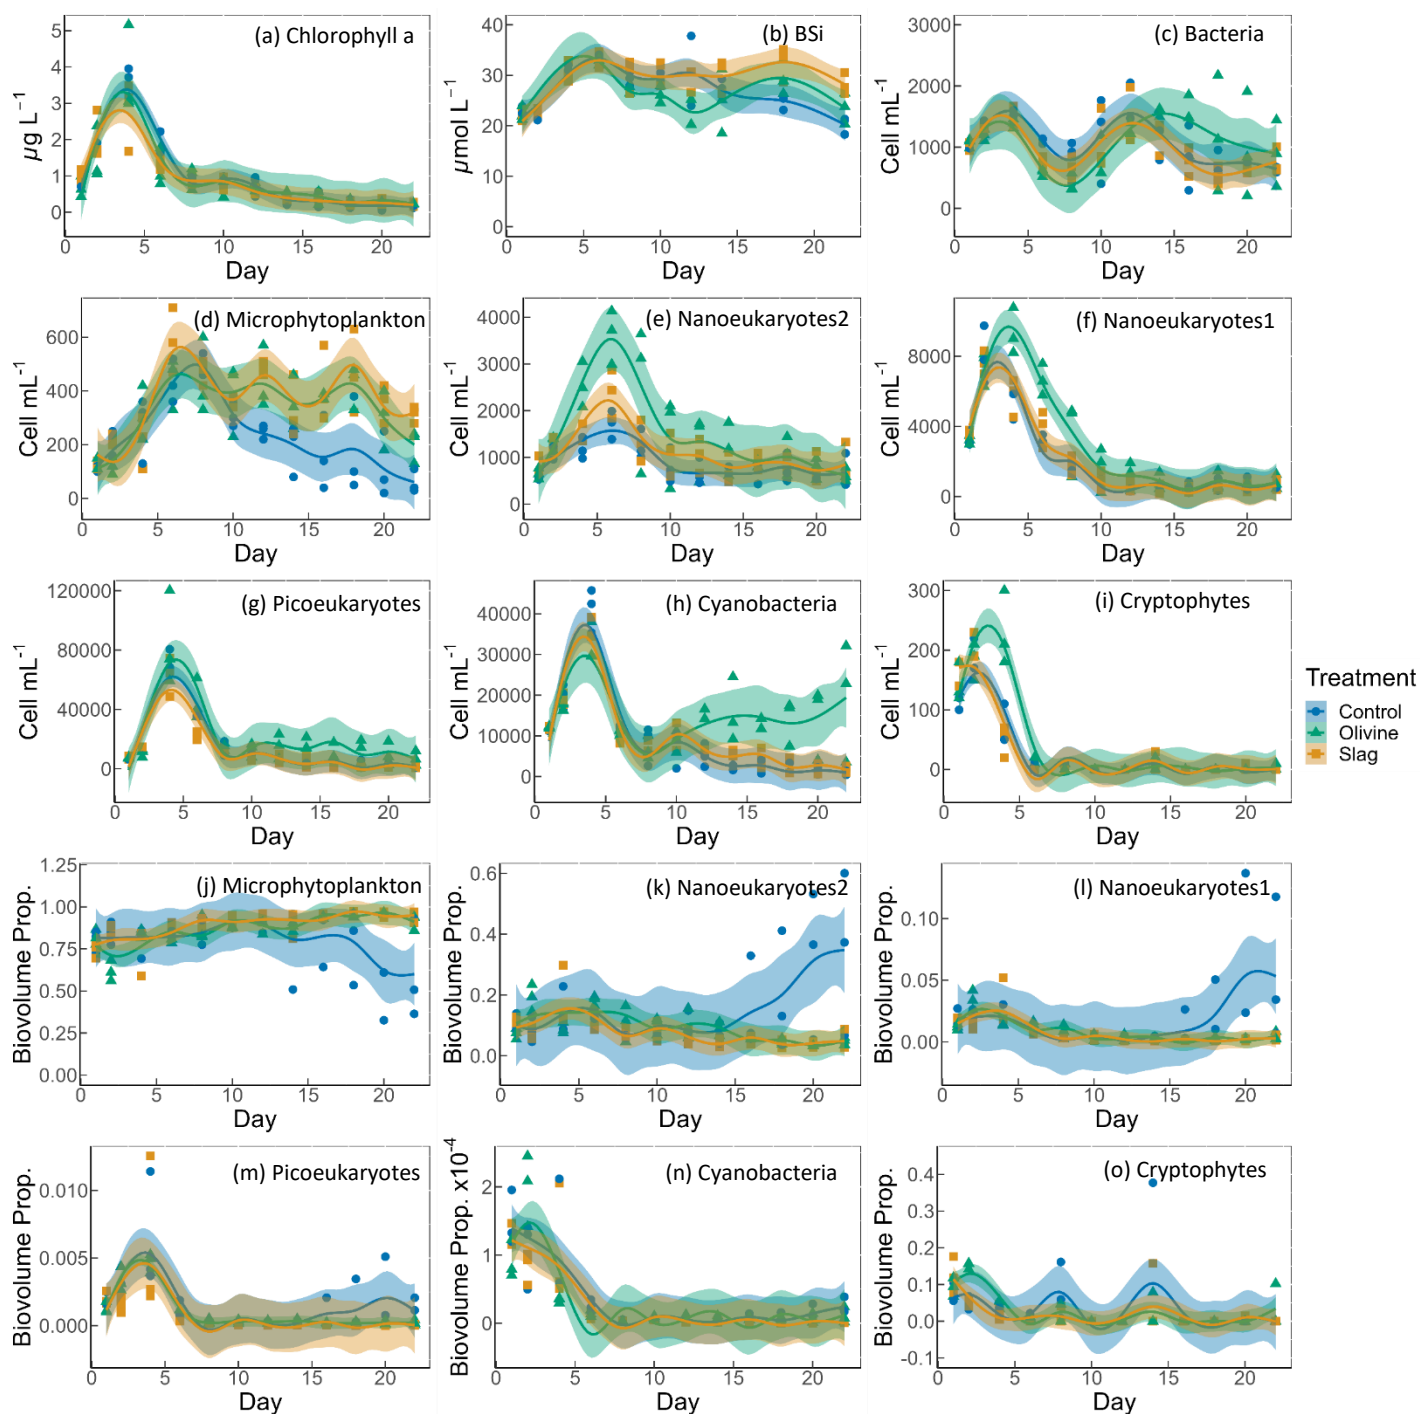 (a) Chlorophyll a
µg L⁻¹
5
4
3
2
1
0
0 5 10 15 20
Day
(b) BSi
µmol L⁻¹
40
30
20
10
0
0 5 10 15 20
Day
(c) Bacteria
Cell mL⁻¹
3000
2000
1000
0
0 5 10 15 20
Day
(d) Microphytoplankton
Cell mL⁻¹
600
400
200
0
0 5 10 15 20
Day
(e) Nanoeukaryotes2
Cell mL⁻¹
4000
3000
2000
1000
0
0 5 10 15 20
Day
(f) Nanoeukaryotes1
Cell mL⁻¹
8000
4000
0
0 5 10 15 20
Day
(g) Picoeukaryotes
Cell mL⁻¹
120000
80000
40000
0
0 5 10 15 20
Day
(h) Cyanobacteria
Cell mL⁻¹
40000
30000
20000
10000
0
0 5 10 15 20
Day
(i) Cryptophytes
Cell mL⁻¹
300
200
100
0
0 5 10 15 20
Day
Treatment
Control
Olivine
Slag
(j) Microphytoplankton
Biovolume Prop.
1.25
1.00
0.75
0.50
0.25
0.00
0 5 10 15 20
Day
(k) Nanoeukaryotes2
Biovolume Prop.
0.6
0.4
0.2
0.0
0 5 10 15 20
Day
(l) Nanoeukaryotes1
Biovolume Prop.
0.10
0.05
0.00
0 5 10 15 20
Day
(m) Picoeukaryotes
Biovolume Prop.
0.010
0.005
0.000
0 5 10 15 20
Day
(n) Cyanobacteria
Biovolume Prop. x10⁻⁴
2
1
0
0 5 10 15 20
Day
(o) Cryptophytes
Biovolume Prop.
0.4
0.3
0.2
0.1
0.0
-0.1
0 5 10 15 20
Day